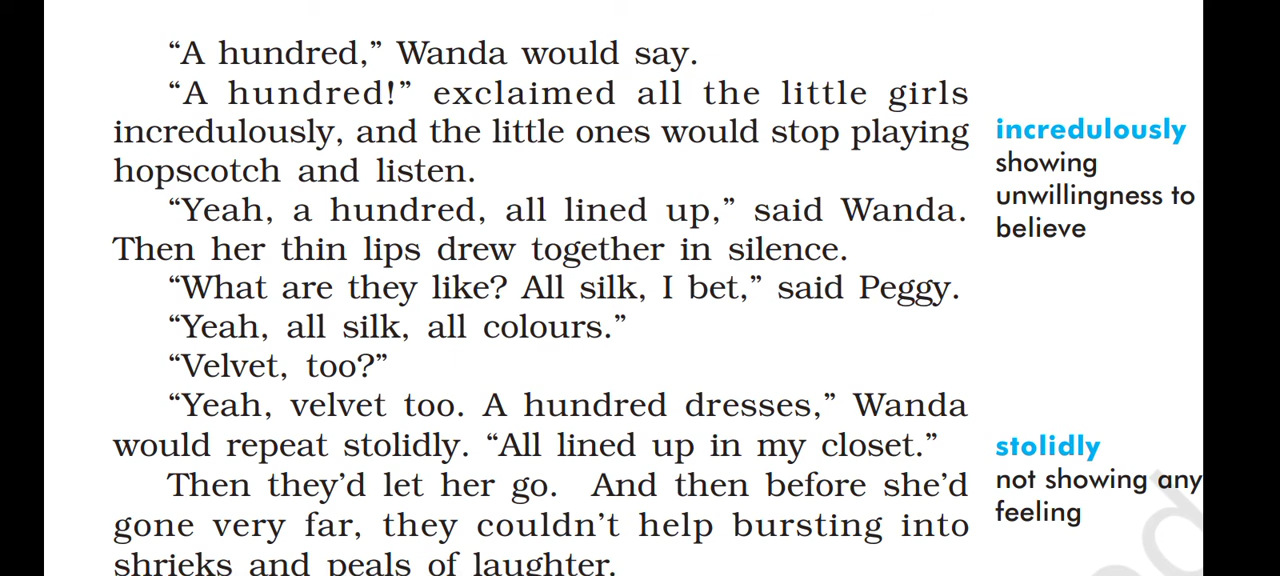 “A hundred,” Wanda would say.
“A hundred!” exclaimed all the little girls
incredulously, and the little ones would stop playing
hopscotch and listen.
“Yeah, a hundred, all lined up,” said Wanda.
Then her thin lips drew together in silence.
“What are they like? All silk, I bet,” said Peggy.
“Yeah, all silk, all colours.”
“Velvet, too?”
“Yeah, velvet too. A hundred dresses,” Wanda
would repeat stolidly. “All lined up in my closet.”
Then they’d let her go. And then before she’d
gone very far, they couldn’t help bursting into
shrieks and peals of laughter.
incredulously
showing
unwillingness to
believe
stolidly
not showing any
feeling